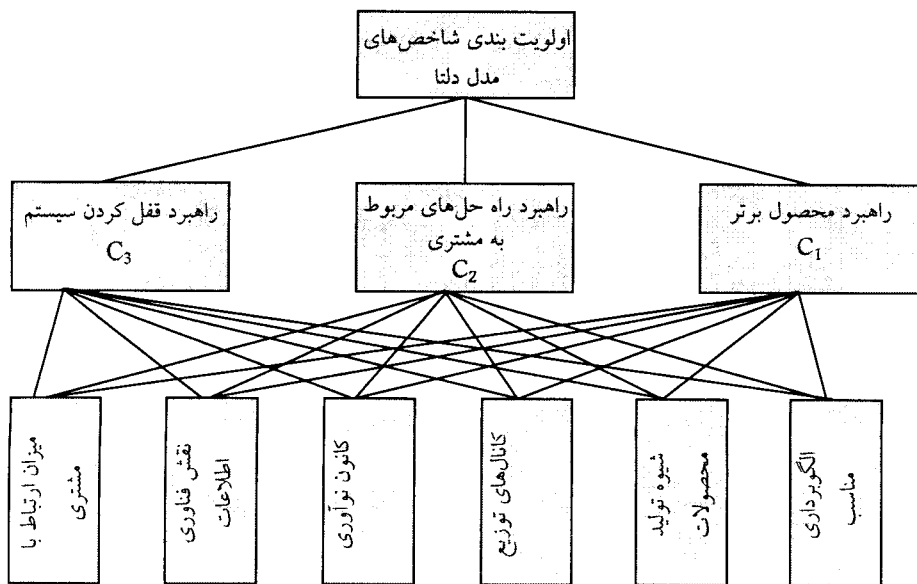 اولویت بندی شاخص‌های
مدل دلتا
راهبرد محصول برتر
C₁
راهبرد راه حل‌های مربوط
به مشتری
C₂
راهبرد قفل کردن سیستم
C₃
الگوبرداری
مناسب
شیوه تولید
محصولات
کانال‌های توزیع
کانون نوآوری
نقش فناوری
اطلاعات
میزان ارتباط با
مشتری